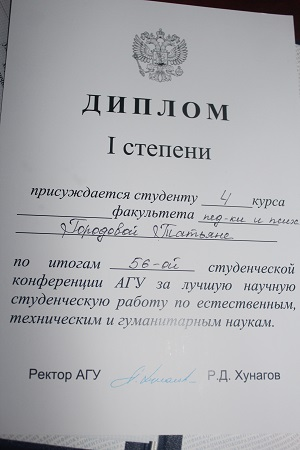 ДИПЛОМ
I степени
присуждается студенту 4 курса
факультета пед-ки и псих
Городовой Татьяне
по итогам 56-ой студенческой
конференции АГУ за лучшую научную
студенческую работу по естественным,
техническим и гуманитарным наукам.
Ректор АГУ Р.Д. Хунагов